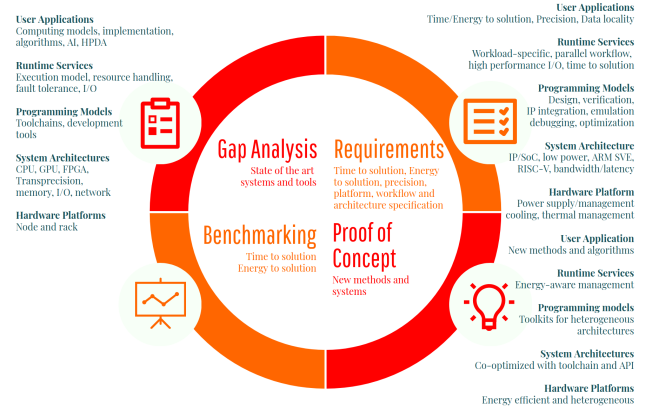 User Applications
Computing models, implementation,
algorithms, AI, HPDA
Runtime Services
Execution model, resource handling,
fault tolerance, I/O
Programming Models
Toolchains, development
tools
System Architectures
CPU, GPU, FPGA,
Transprecision,
memory, I/O, network
Hardware Platforms
Node and rack
Gap Analysis
State of the art
systems and tools
Requirements
Time to solution, Energy
to solution, precision,
platform, workflow and
architecture specification
Benchmarking
Time to solution
Energy to solution
Proof of
Concept
New methods and
systems
User Applications
Time/Energy to solution, Precision, Data locality
Runtime Services
Workload-specific, parallel workflow,
high performance I/O, time to solution
Programming Models
Design, verification,
IP integration, emulation
debugging, optimization
System Architecture
IP/SoC, low power, ARM SVE,
RISC-V, bandwidth/latency
Hardware Platform
Power supply/management
cooling, thermal management
User Application
New methods and algorithms
Runtime Services
Energy-aware management
Programming models
Toolkits for heterogeneous
architectures
System Architectures
Co-optimized with toolchain and API
Hardware Platforms
Energy efficient and heterogeneous